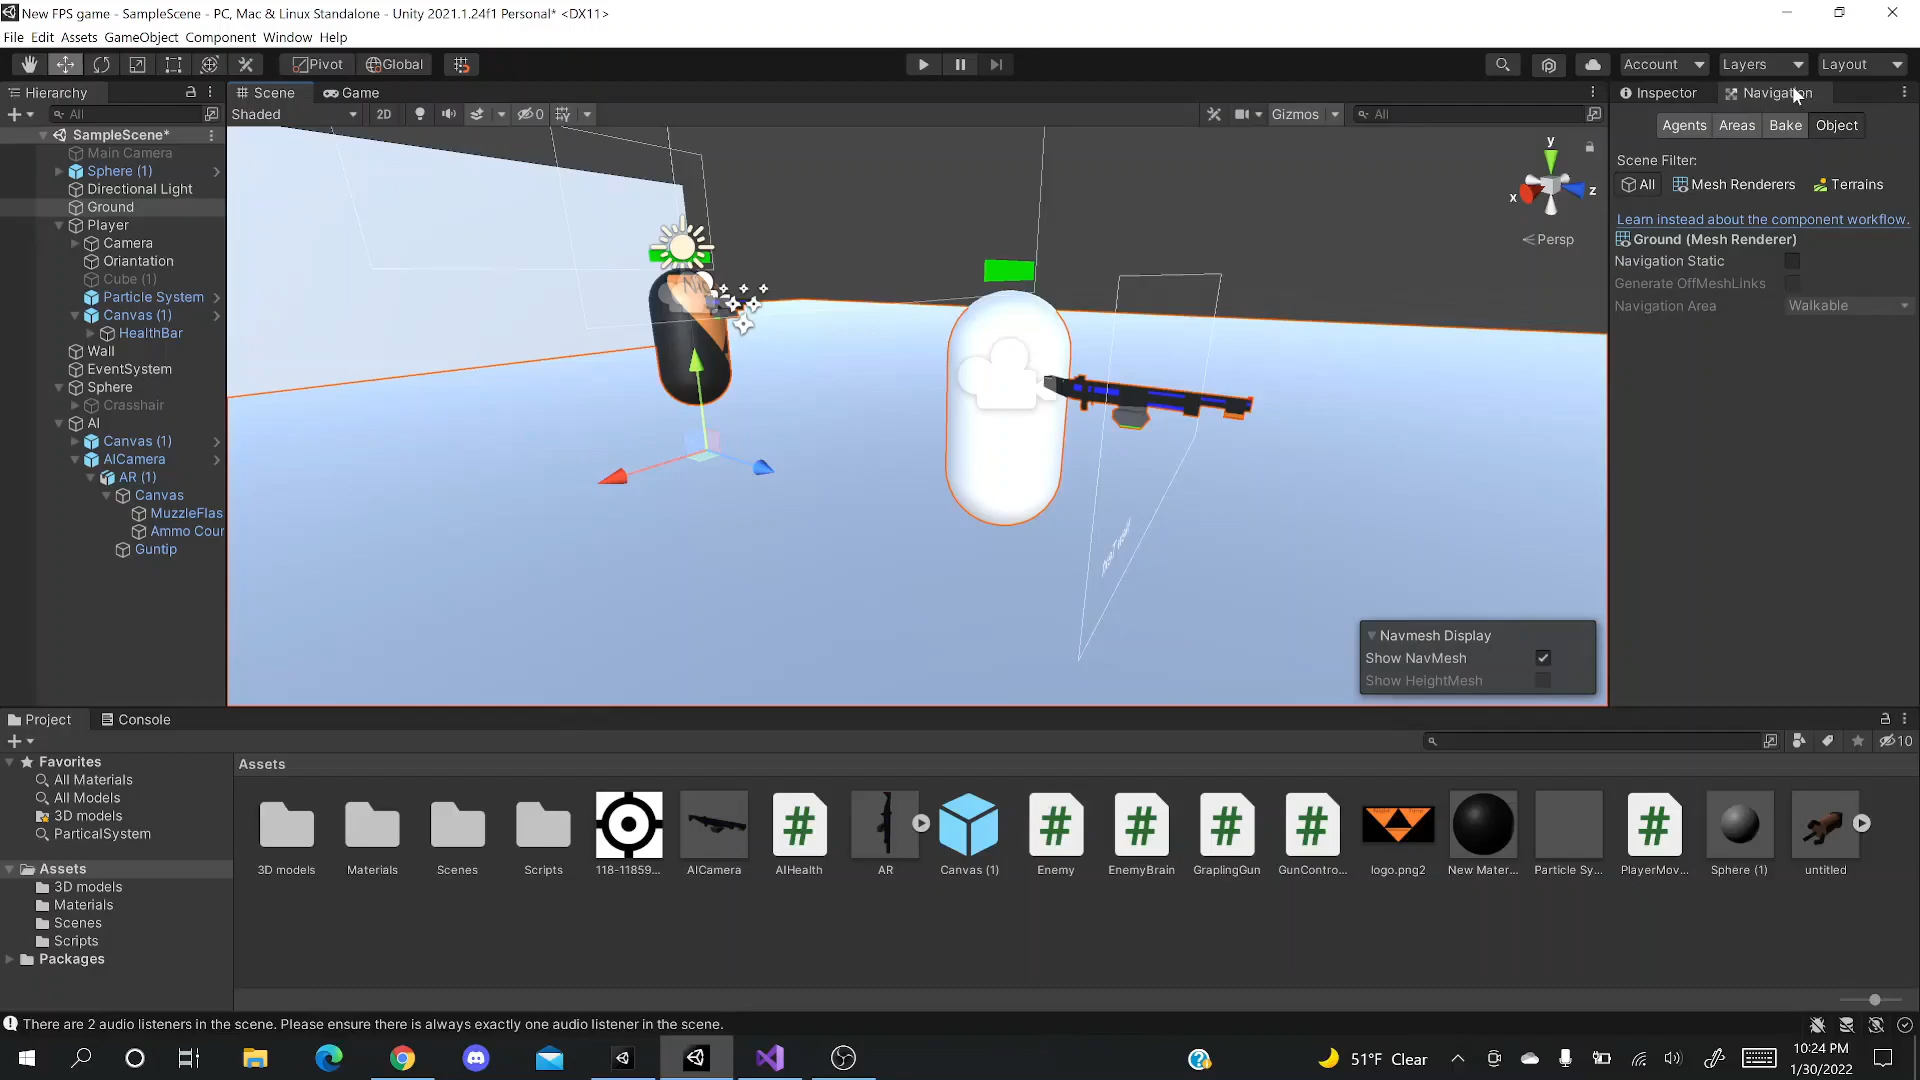 New FPS game - SampleScene - PC, Mac & Linux Standalone - Unity 2021.1.24f1 Personal* <DX11>
File Edit Assets GameObject Component Window Help
Pivot Global Account Layers Layout
Hierarchy Scene Game Inspector Navigation
All Shaded 2D 0 Gizmos All
Agents Areas Bake Object
SampleScene*
Main Camera
Sphere (1)
Directional Light
Ground
Player
Camera
Orientation
Cube (1)
Particle System
Canvas (1)
HealthBar
Wall
EventSystem
Sphere
Crasshair
AI
Canvas (1)
AICamera
AR (1)
Canvas
MuzzleFlas
Ammo Cour
Guntip
y
x z
Persp
Scene Filter:
All Mesh Renderers Terrains
Learn instead about the component workflow.
Ground (Mesh Renderer)
Navigation Static
Generate OffMeshLinks
Navigation Area Walkable
Navmesh Display
Show NavMesh
Show HeightMesh
Project Console
10
Favorites
All Materials
All Models
3D models
ParticalSystem
Assets
3D models
Materials
Scenes
Scripts
Packages
Assets
3D models Materials Scenes Scripts 118-11859... AICamera AIHealth AR Canvas (1) Enemy EnemyBrain GraplingGun GunContro... logo.png2 New Mater... Particle Sy... PlayerMov... Sphere (1) untitled
There are 2 audio listeners in the scene. Please ensure there is always exactly one audio listener in the scene.
51°F Clear
10:24 PM
1/30/2022